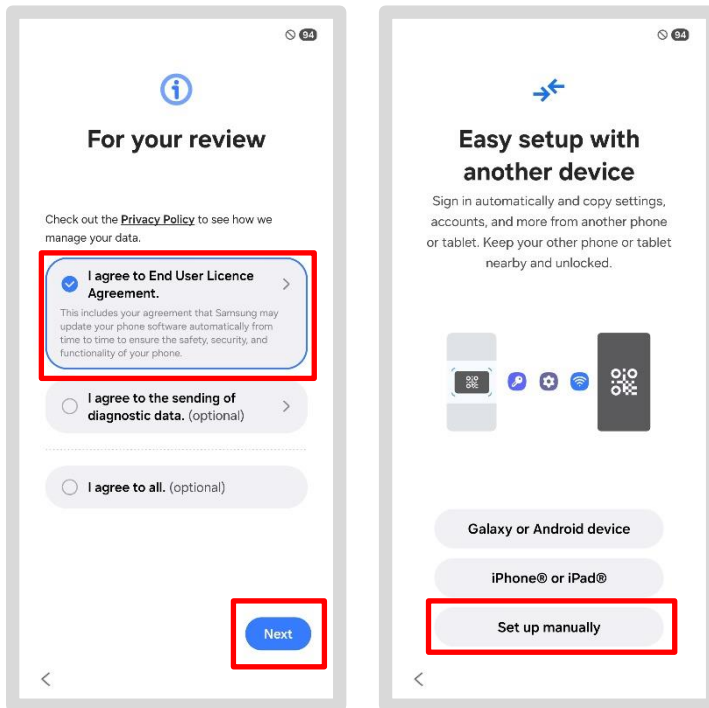 94
For your review
Check out the Privacy Policy to see how we
manage your data.
I agree to End User Licence
Agreement.
This includes your agreement that Samsung may
update your phone software automatically from
time to time to ensure the safety, security, and
functionality of your phone.
I agree to the sending of
diagnostic data. (optional)
I agree to all. (optional)
Next
94
Easy setup with
another device
Sign in automatically and copy settings,
accounts, and more from another phone
or tablet. Keep your other phone or tablet
nearby and unlocked.
Galaxy or Android device
iPhone® or iPad®
Set up manually